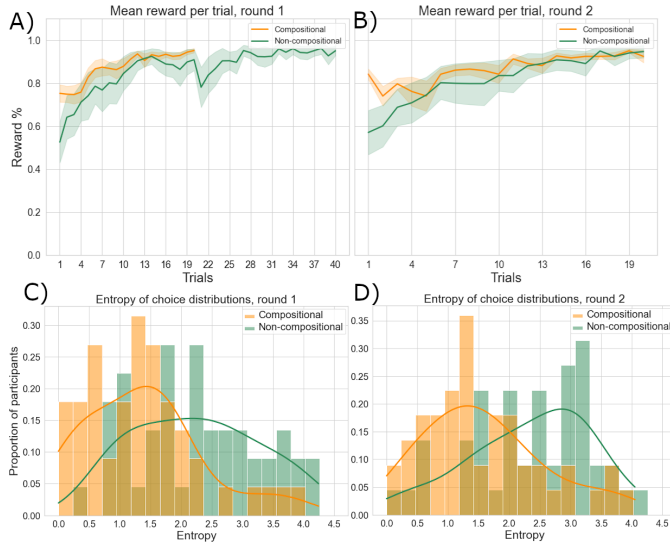 A)
Mean reward per trial, round 1
Compositional
Non-compositional
Reward %
1.0
0.8
0.6
0.4
0.2
0.0
1 4 7 10 13 16 19 22 25 28 31 34 37 40
Trials
B)
Mean reward per trial, round 2
Compositional
Non-compositional
1 4 7 10 13 16 19
Trials
C)
Entropy of choice distributions, round 1
Compositional
Non-compositional
Proportion of participants
0.30
0.25
0.20
0.15
0.10
0.05
0.00
0.0 0.5 1.0 1.5 2.0 2.5 3.0 3.5 4.0 4.5
Entropy
D)
Entropy of choice distributions, round 2
Compositional
Non-compositional
0.35
0.30
0.25
0.20
0.15
0.10
0.05
0.00
0.0 0.5 1.0 1.5 2.0 2.5 3.0 3.5 4.0 4.5
Entropy